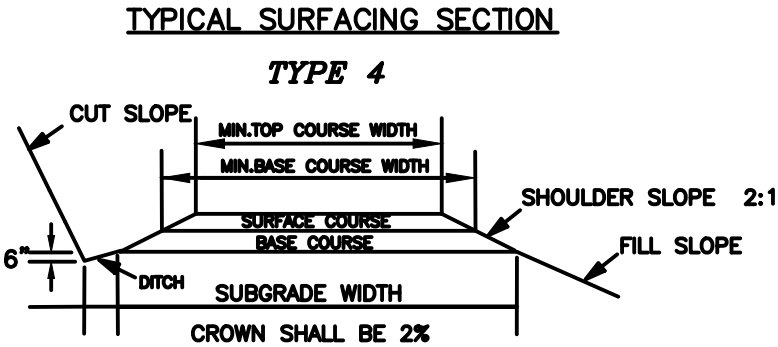 TYPICAL SURFACING SECTION
TYPE 4
CUT SLOPE
MIN.TOP COURSE WIDTH
MIN.BASE COURSE WIDTH
SHOULDER SLOPE 2:1
SURFACE COURSE
BASE COURSE
FILL SLOPE
6"
DITCH
SUBGRADE WIDTH
CROWN SHALL BE 2%